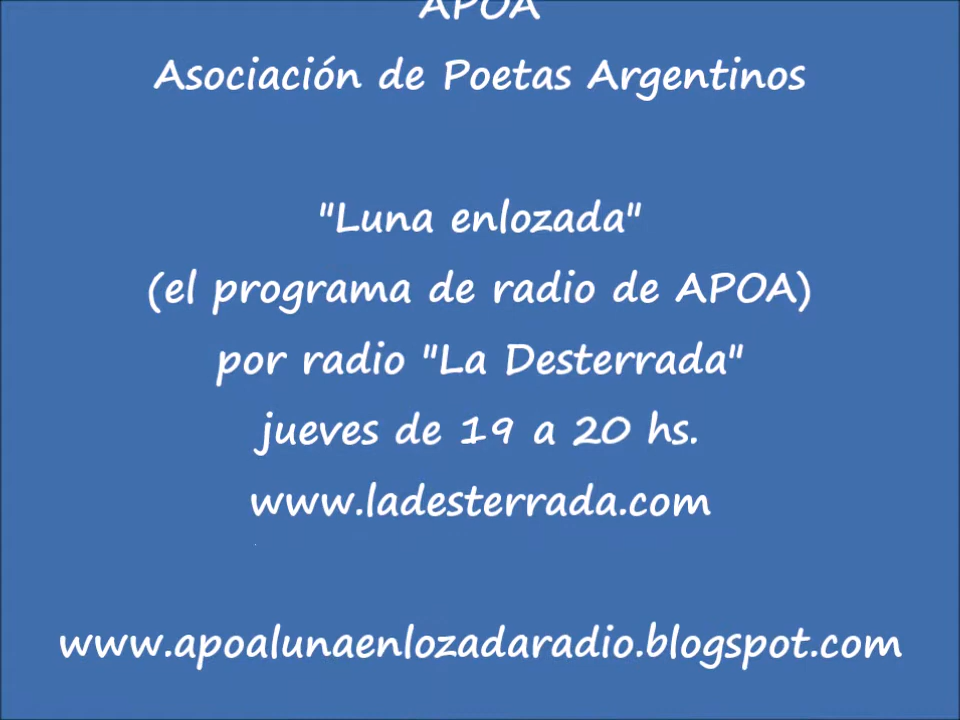 APOA
Asociación de Poetas Argentinos
"Luna enlozada"
(el programa de radio de APOA)
por radio "La Desterrada"
jueves de 19 a 20 hs.
www.ladesterrada.com
www.apoalunaenlozadaradio.blogspot.com